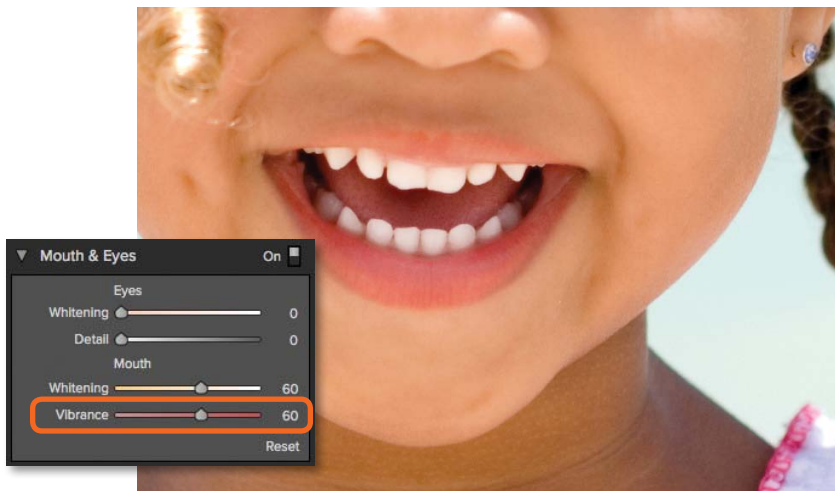 Mouth & Eyes On
Eyes
Whitening 0
Detail 0
Mouth
Whitening 60
Vibrance 60
Reset